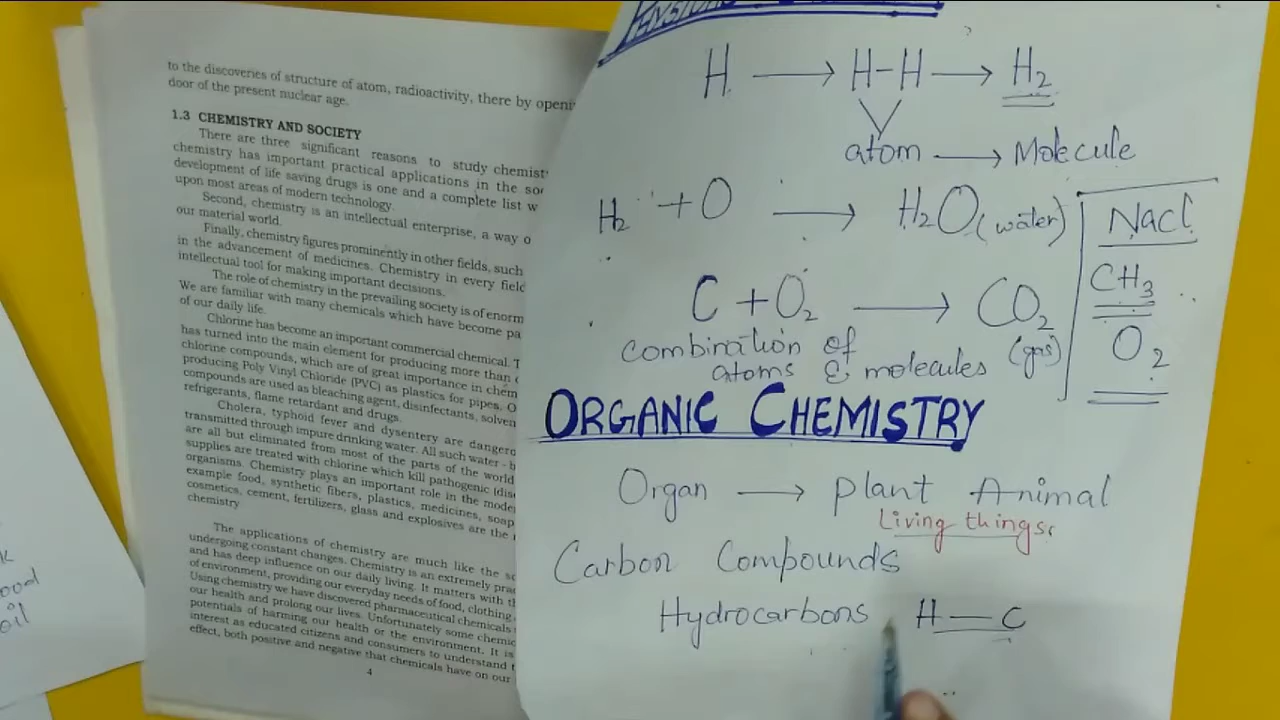 to the discoveries of structure of atom, radioactivity, there by openi
door of the present nuclear age.
1.3 CHEMISTRY AND SOCIETY
There are three significant reasons to study chemist
chemistry has important practical applications in the so
development of life saving drugs is one and a complete list w
upon most areas of modern technology.
Second, chemistry is an intellectual enterprise, a way o
our material world.
Finally, chemistry figures prominently in other fields, such
in the advancement of medicines. Chemistry in every field
intellectual tool for making important decisions.
The role of chemistry in the prevailing society is of enorm
We are familiar with many chemicals which have become pa
of our daily life.
Chlorine has become an important commercial chemical. T
has turned into the main element for producing more than
chlorine compounds, which are of great importance in chem
producing Poly Vinyl Chloride (PVC) as plastics for pipes. O
compounds are used as bleaching agent, disinfectants, solven
refrigerants, flame retardant and drugs.
Cholera, typhoid fever and dysentery are dangero
transmitted through impure drinking water. All such water - b
are all but eliminated from most of the parts of the world
supplies are treated with chlorine which kill pathogenic (dise
organisms. Chemistry plays an important role in the mode
example food, synthetic fibers, plastics, medicines, soap
cosmetics, cement, fertilizers, glass and explosives are the
chemistry
The applications of chemistry are much like the sc
undergoing constant changes. Chemistry is an extremely prac
and has deep influence on our daily living. It matters with th
of environment, providing our everyday needs of food, clothing
Using chemistry we have discovered pharmaceutical chemicals
our health and prolong our lives. Unfortunately some chemic
potentials of harming our health or the environment. It is
interest as educated citizens and consumers to understand t
effect, both positive and negative that chemicals have on our
4
ood
oil
H → H-H → H2
atom → Molecule
H2 + O → H2O (water)
C + O2 → CO2 (gas)
combination of
atoms & molecules
Nacl
CH3
O2
ORGANIC CHEMISTRY
Organ → Plant Animal
Living things.
Carbon Compounds
Hydrocarbons H — C